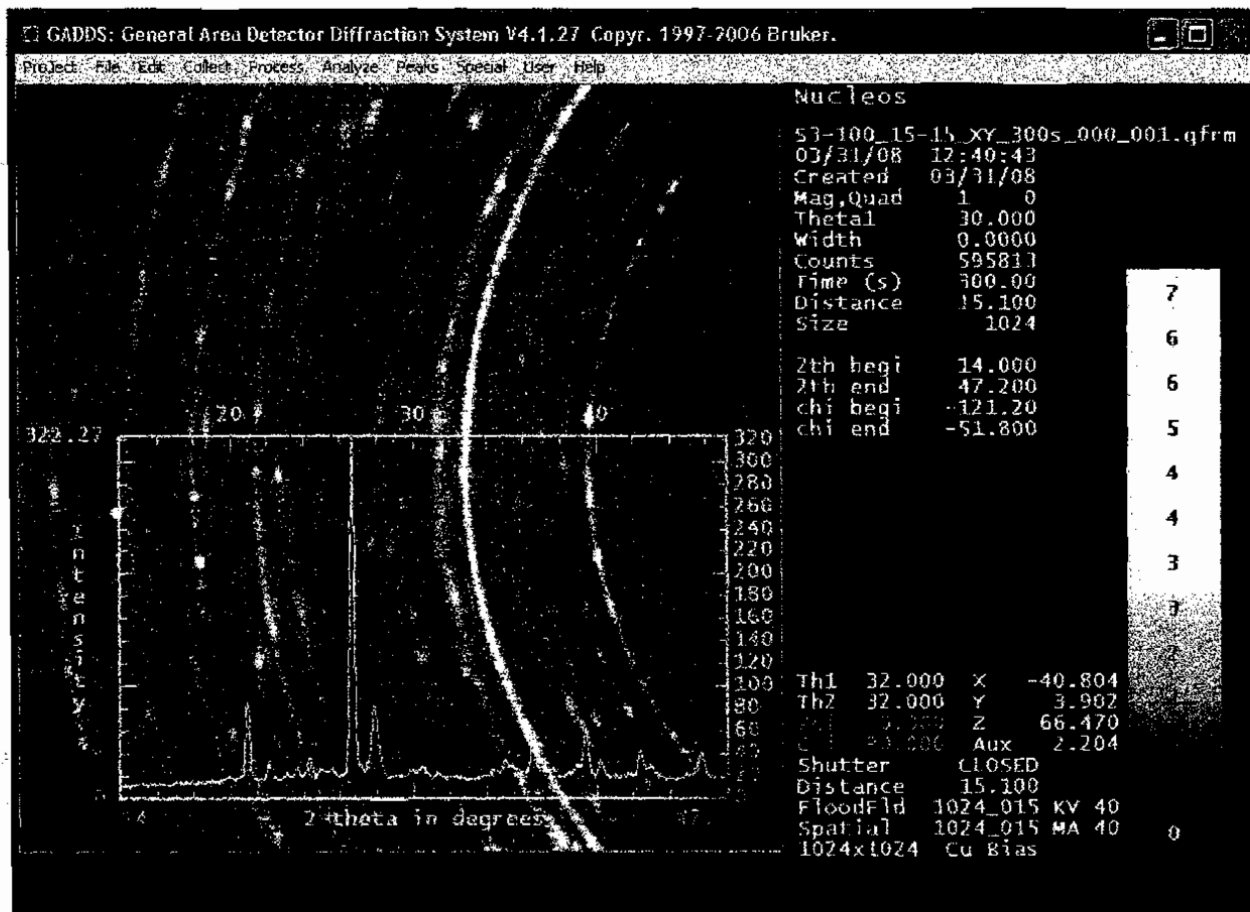 GADDS: General Area Detector Diffraction System V4.1.27 Copyr. 1997-2006 Bruker.
Project File Edit Collect Process Analyze Peaks Special User Help
Nucleos
S3-100_15-15_XY_300s_000_001.gfrm
03/31/08 12:40:43
Created 03/31/08
Mag,Quad 1 0
Theta1 30.000
Width 0.0000
Counts 595813
Time (s) 300.00
Distance 15.100
Size 1024
2th begi 14.000
2th end 47.200
chi begi -121.20
chi end -51.800
7
6
6
5
4
4
3
3
2
0
20 30 40
322.27
320
300
280
260
240
220
200
180
160
140
120
100
80
60
40
Intensity
2 theta in degrees
Th1 32.000 X -40.804
Th2 32.000 Y 3.902
Z 66.470
Aux 2.204
Shutter CLOSED
Distance 15.100
FloodFld 1024_015 KV 40
Spatial 1024_015 MA 40
1024x1024 Cu Bias